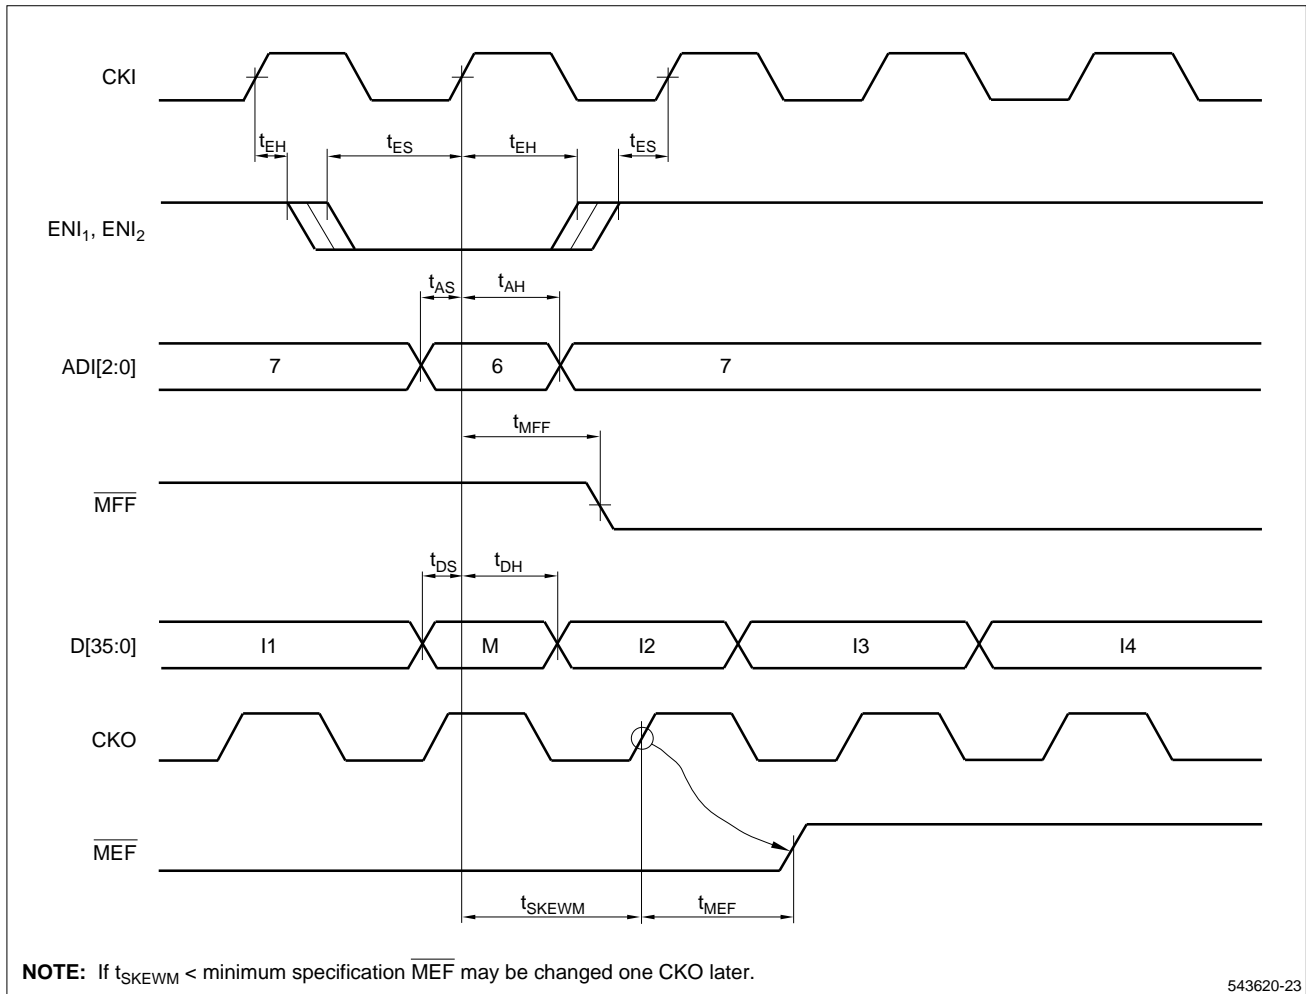 CKI
tEH tES tEH tES
ENI1, ENI2
tAS tAH
ADI[2:0] 7 6 7
tMFF
MFF
tDS tDH
D[35:0] I1 M I2 I3 I4
CKO
MEF
tSKEWM tMEF
NOTE: If tSKEWM < minimum specification MEF may be changed one CKO later.
543620-23